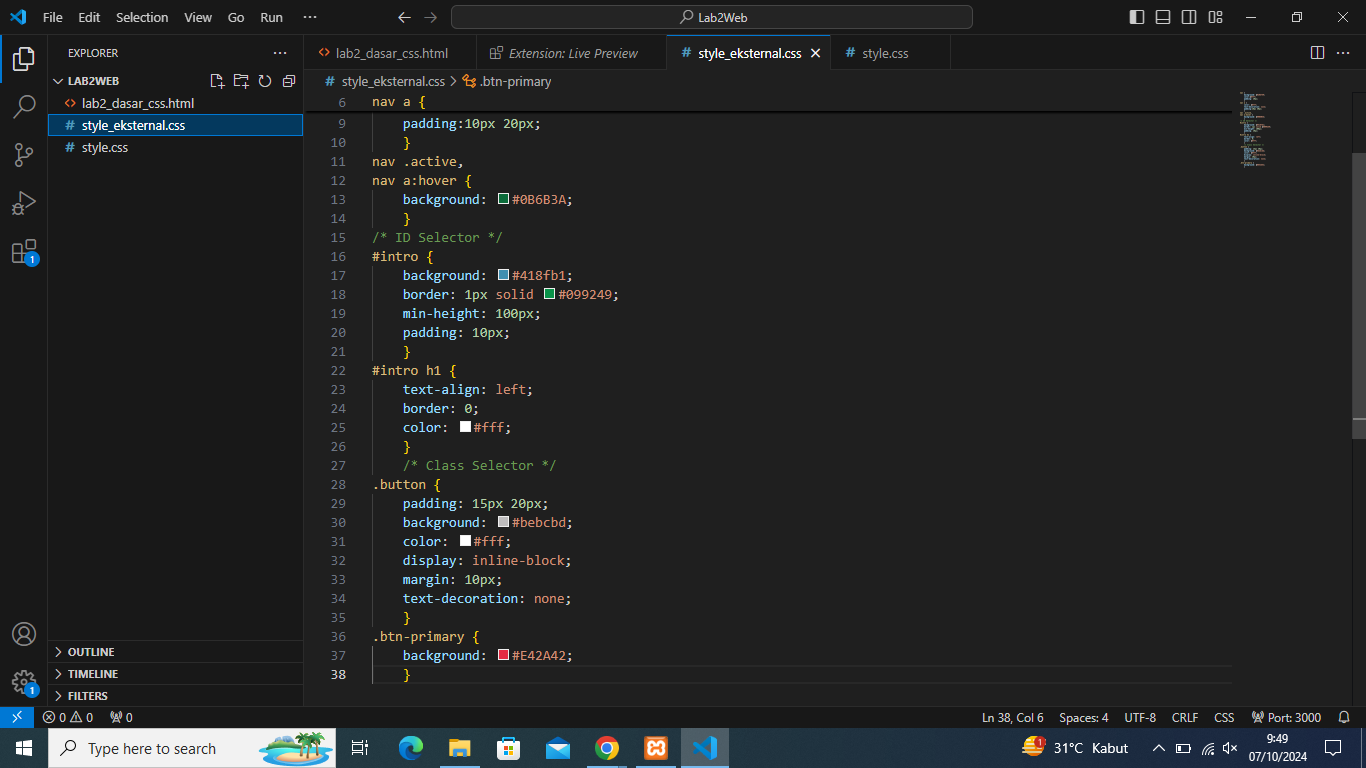 File Edit Selection View Go Run ··· Lab2Web
EXPLORER ···
LAB2WEB
lab2_dasar_css.html
# style_eksternal.css
# style.css
OUTLINE
TIMELINE
FILTERS
1
1
lab2_dasar_css.html Extension: Live Preview # style_eksternal.css # style.css ···
# style_eksternal.css > .btn-primary
6 nav a {
9 padding:10px 20px;
10 }
11 nav .active,
12 nav a:hover {
13 background: #0B6B3A;
14 }
15 /* ID Selector */
16 #intro {
17 background: #418fb1;
18 border: 1px solid #099249;
19 min-height: 100px;
20 padding: 10px;
21 }
22 #intro h1 {
23 text-align: left;
24 border: 0;
25 color: #fff;
26 }
27 /* Class Selector */
28 .button {
29 padding: 15px 20px;
30 background: #bebcbd;
31 color: #fff;
32 display: inline-block;
33 margin: 10px;
34 text-decoration: none;
35 }
36 .btn-primary {
37 background: #E42A42;
38 }
0 0 0 Ln 38, Col 6 Spaces: 4 UTF-8 CRLF CSS Port: 3000
Type here to search 1 31°C Kabut 9:49
07/10/2024